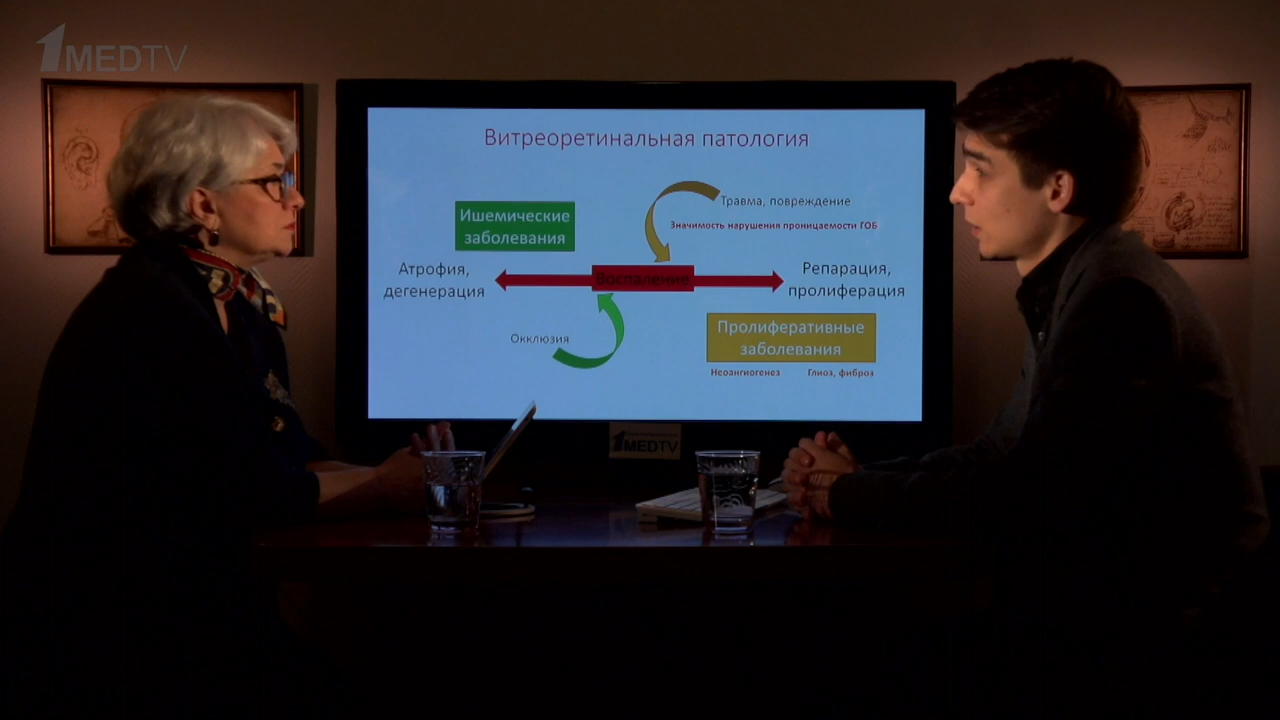 1MEDTV
Витреоретинальная патология
Травма, повреждение
Ишемические
заболевания
Значимость нарушения проницаемости ГОБ
Атрофия,
дегенерация
Воспаление
Репарация,
пролиферация
Окклюзия
Пролиферативные
заболевания
Неоангиогенез
Глиоз, фиброз
1MEDTV